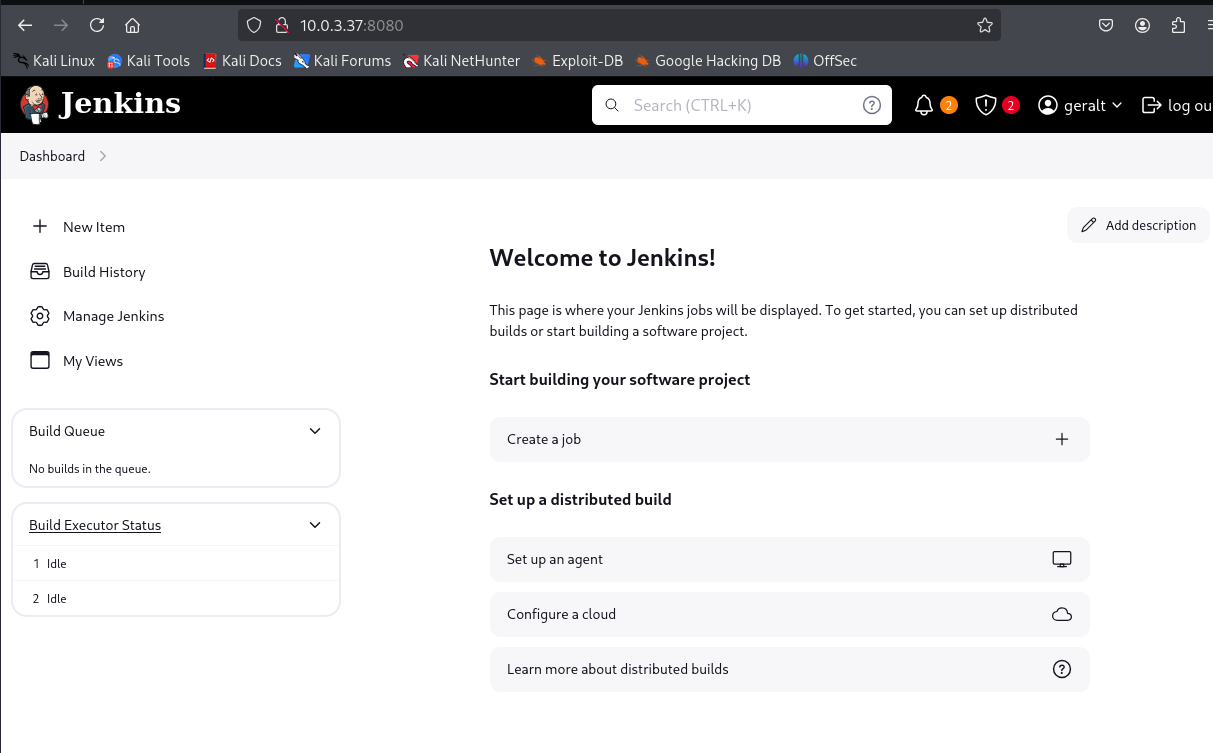 10.0.3.37:8080
Kali Linux Kali Tools Kali Docs Kali Forums Kali NetHunter Exploit-DB Google Hacking DB OffSec
Jenkins
Search (CTRL+K)
2
2
geralt
log ou
Dashboard
New Item
Build History
Manage Jenkins
My Views
Build Queue
No builds in the queue.
Build Executor Status
1 Idle
2 Idle
Add description
Welcome to Jenkins!
This page is where your Jenkins jobs will be displayed. To get started, you can set up distributed
builds or start building a software project.
Start building your software project
Create a job
Set up a distributed build
Set up an agent
Configure a cloud
Learn more about distributed builds